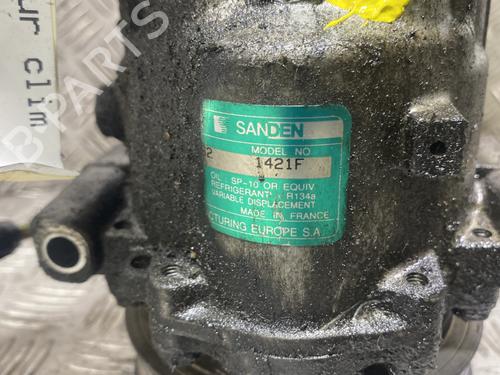 ur clim
B-PARTS
SANDEN
MODEL NO
2 1421F
OIL : SP-10 OR EQUIV
REFRIGERANT : R134a
VARIABLE DISPLACEMENT
MADE IN FRANCE
CTURING EUROPE S.A.